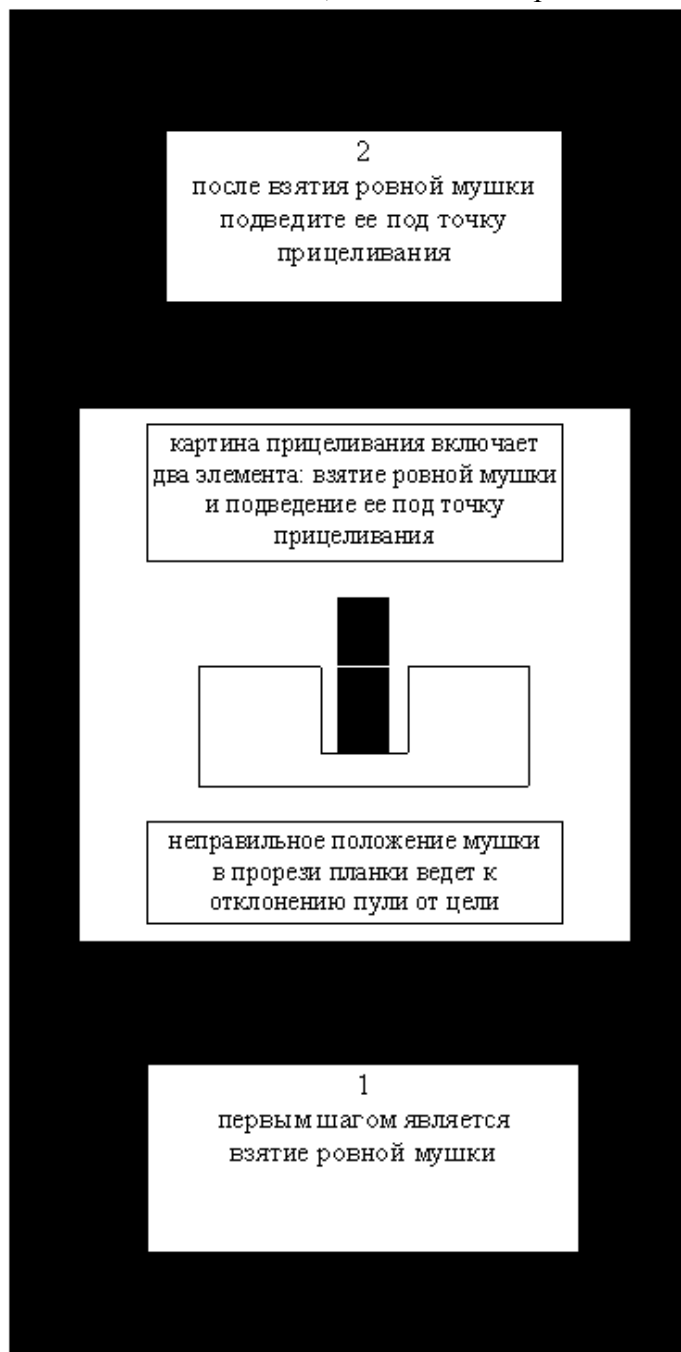 2
после взятия ровной мушки
подведите ее под точку
прицеливания
картина прицеливания включает
два элемента: взятие ровной мушки
и подведение ее под точку
прицеливания
неправильное положение мушки
в прорези планки ведет к
отклонению пули от цели
1
первым шагом является
взятие ровной мушки